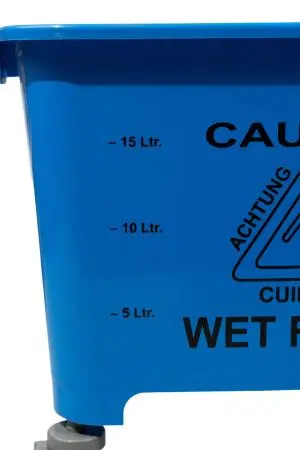 – 15 Ltr.
CAU
– 10 Ltr.
ACHTUNG
CUI
– 5 Ltr.
WET F